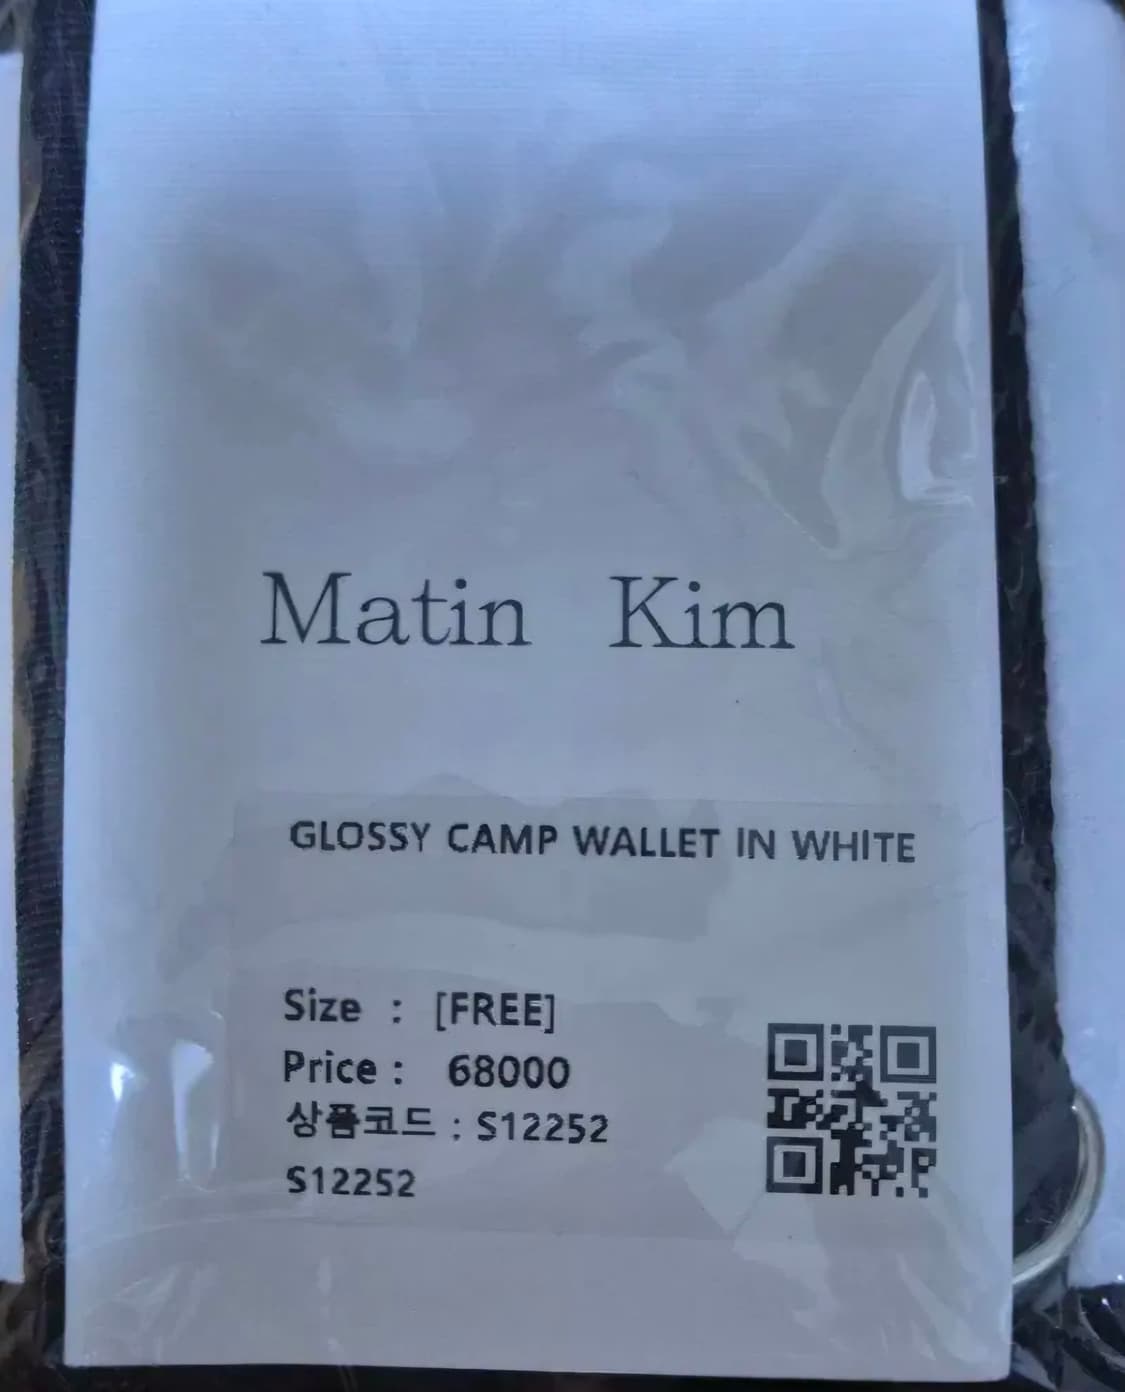 Matin Kim
GLOSSY CAMP WALLET IN WHITE
Size : [FREE]
Price : 68000
상품코드 : S12252
S12252